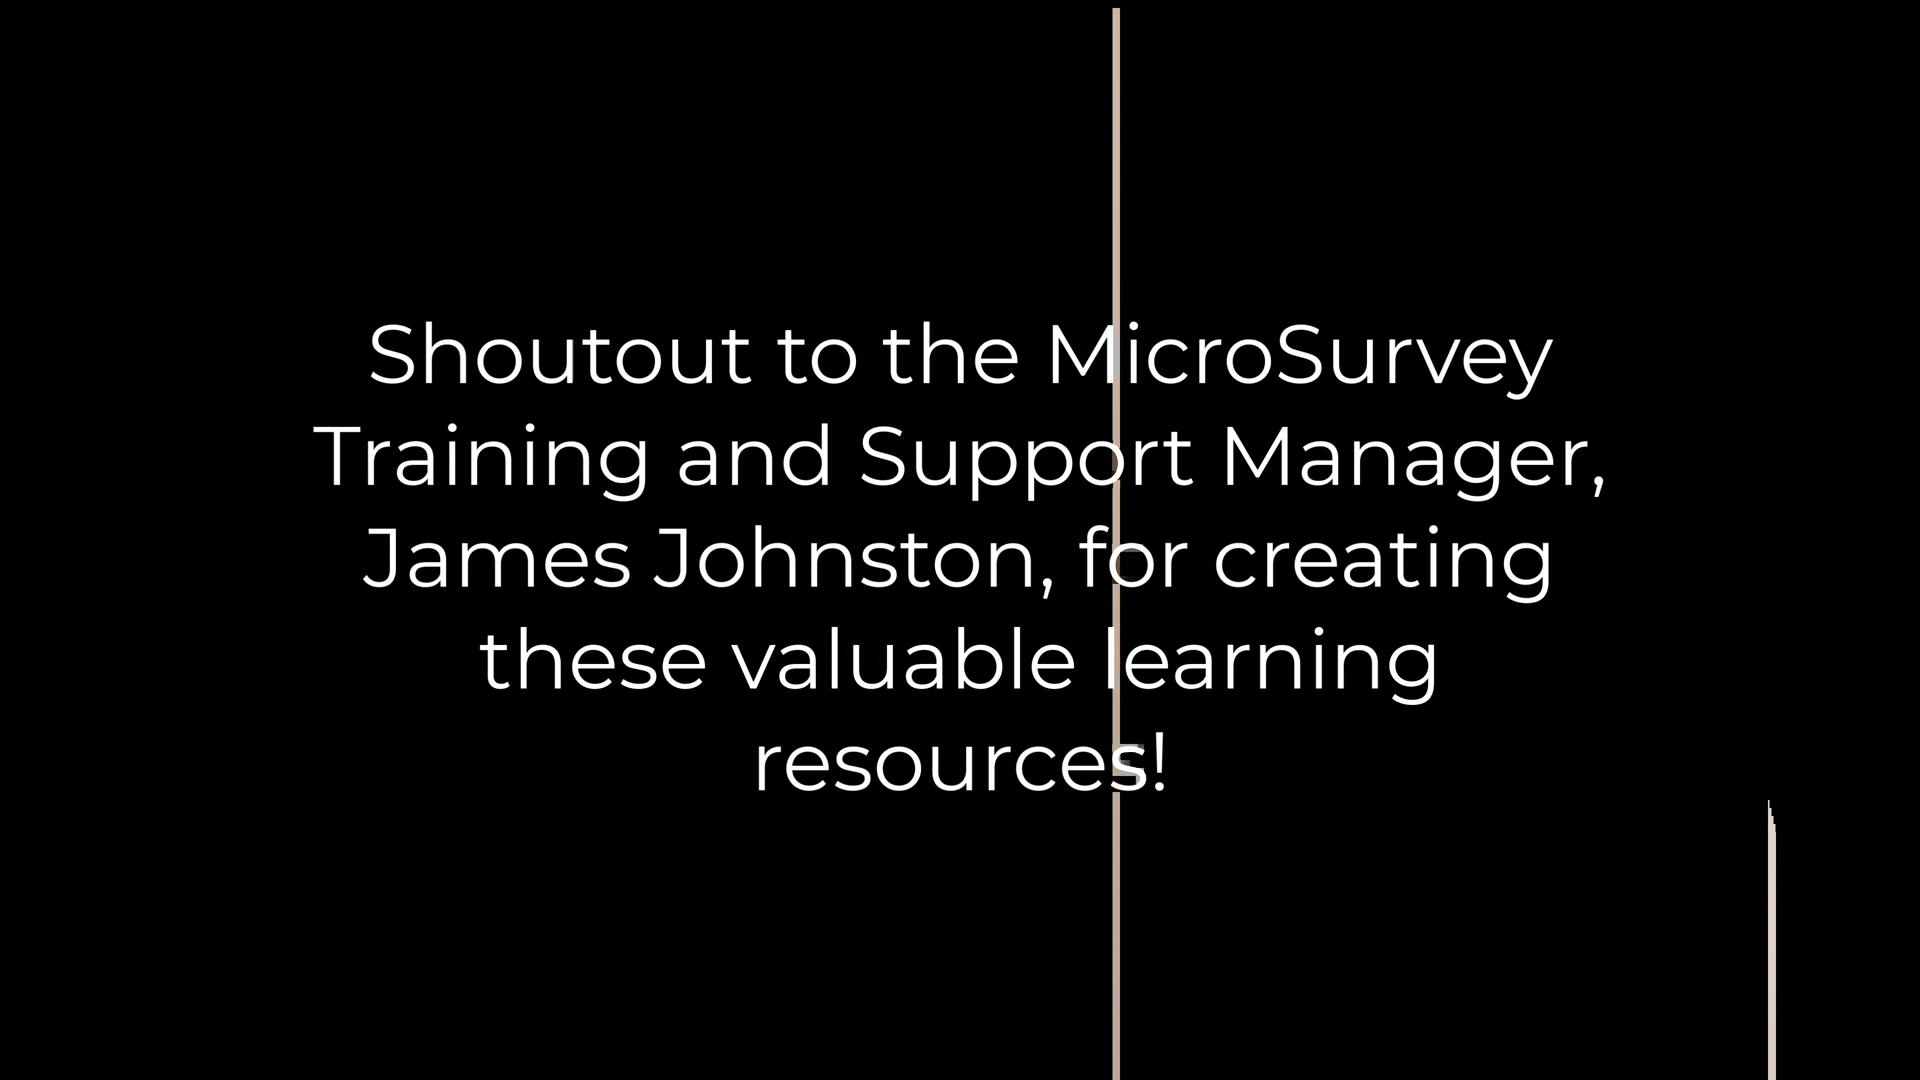 Shoutout to the MicroSurvey
Training and Support Manager,
James Johnston, for creating
these valuable learning
resources!